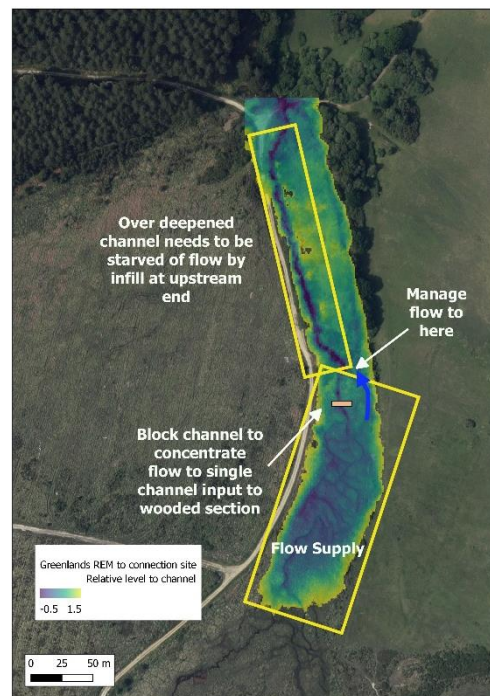 Over deepened
channel needs to be
starved of flow by
infill at upstream
end
Manage
flow to
here
Block channel to
concentrate
flow to single
channel input to
wooded section
Flow Supply
Greenlands REM to connection site
Relative level to channel
-0.5 1.5
0 25 50 m